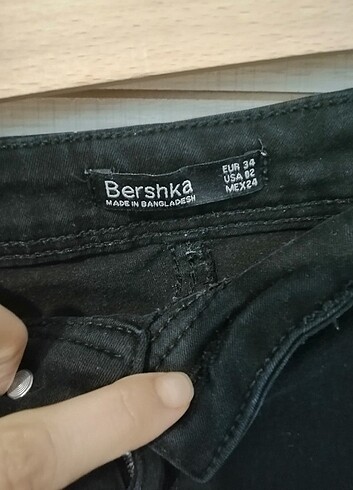 Bershka
MADE IN BANGLADESH
EUR 34
USA 02
MEX24